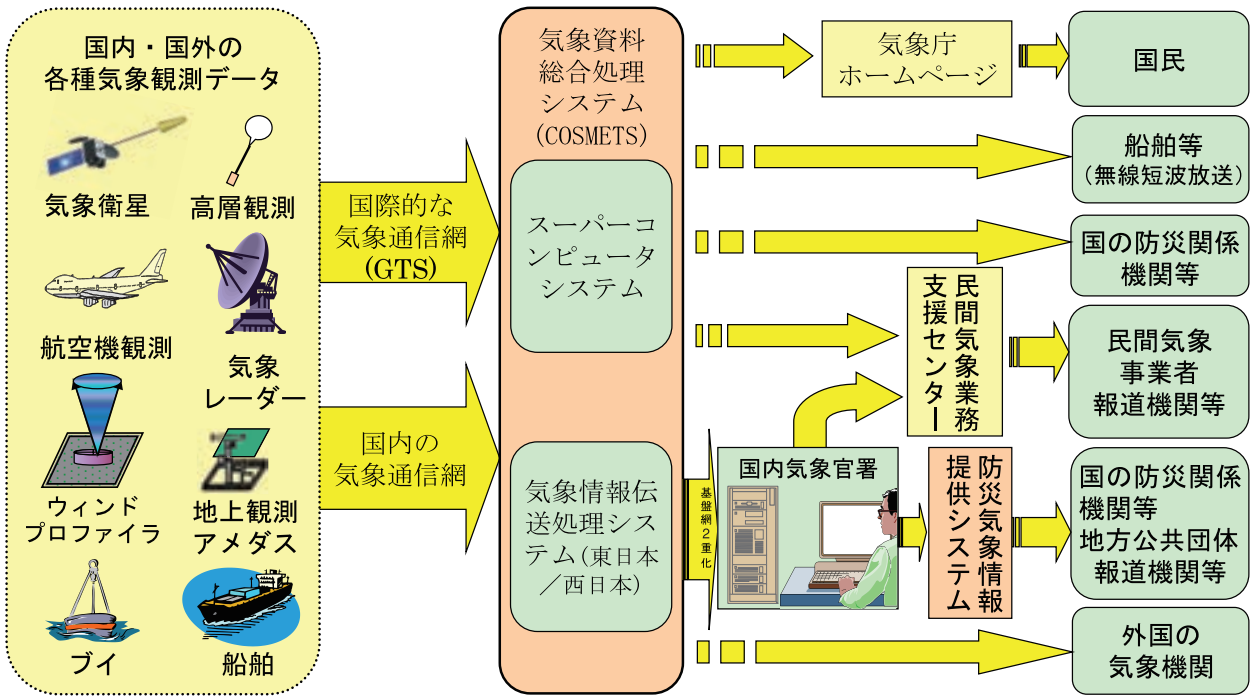 国内・国外の
各種気象観測データ
気象衛星
高層観測
航空機観測
気象
レーダー
ウィンド
プロファイラ
地上観測
アメダス
ブイ
船舶
国際的な
気象通信網
(GTS)
国内の
気象通信網
気象資料
総合処理
システム
(COSMETS)
スーパーコ
ンピュータ
システム
気象情報伝
送処理シス
テム(東日本
／西日本)
基盤網２重化
国内気象官署
気象庁
ホームページ
民間気象業務
支援センター
防災気象情報
提供システム
国民
船舶等
(無線短波放送)
国の防災関係
機関等
民間気象
事業者
報道機関等
国の防災関係
機関等
地方公共団体
報道機関等
外国の
気象機関